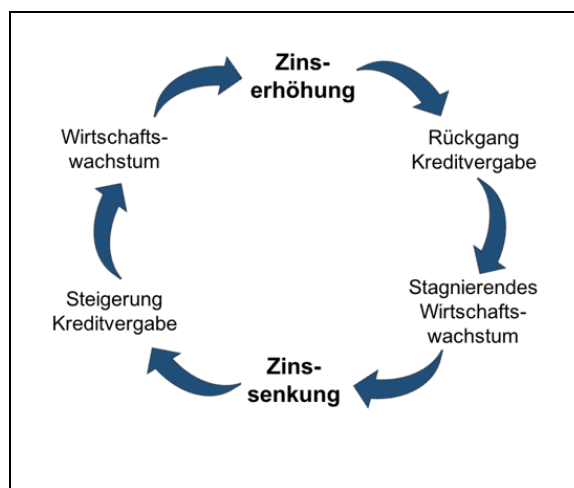 Zins-
erhöhung
Rückgang
Kreditvergabe
Stagnierendes
Wirtschafts-
wachstum
Zins-
senkung
Steigerung
Kreditvergabe
Wirtschafts-
wachstum